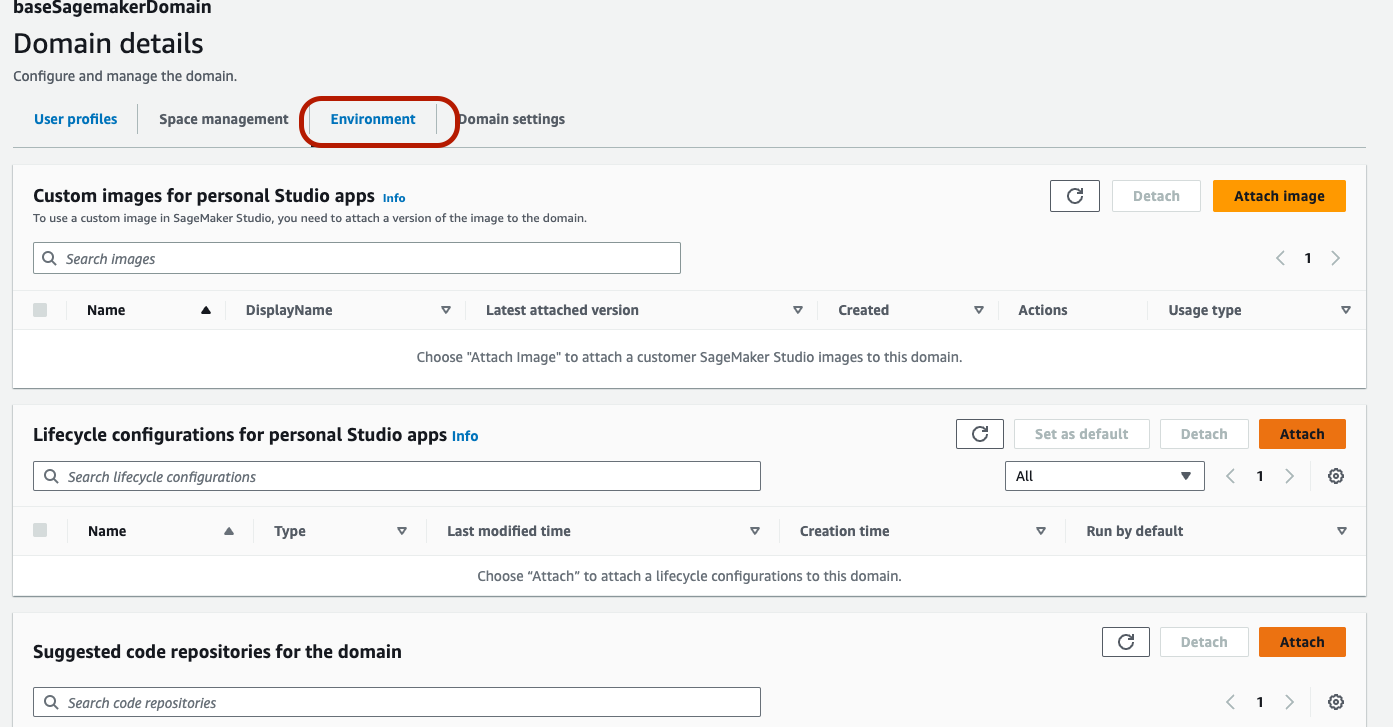 baseSagemakerDomain
Domain details
Configure and manage the domain.
User profiles Space management Environment Domain settings
Custom images for personal Studio apps Info
To use a custom image in SageMaker Studio, you need to attach a version of the image to the domain.
Detach Attach image
Search images
1
Name DisplayName Latest attached version Created Actions Usage type
Choose "Attach Image" to attach a customer SageMaker Studio images to this domain.
Lifecycle configurations for personal Studio apps Info
Set as default Detach Attach
Search lifecycle configurations
All 1
Name Type Last modified time Creation time Run by default
Choose “Attach” to attach a lifecycle configurations to this domain.
Suggested code repositories for the domain
Detach Attach
Search code repositories
1